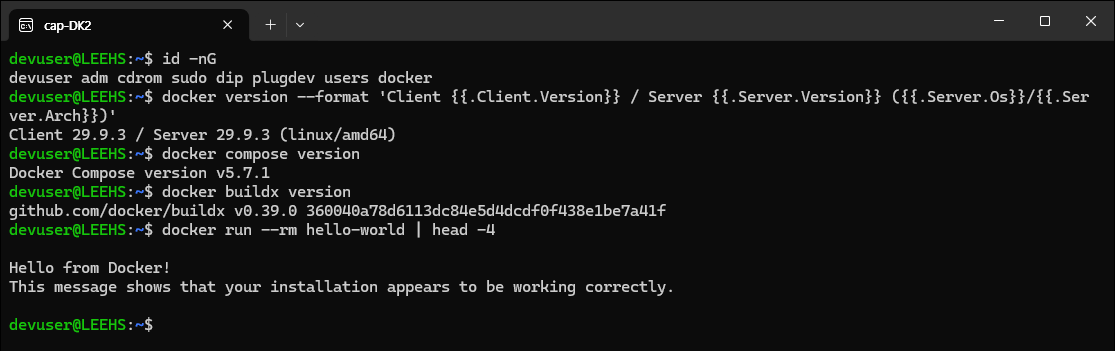 cap-DK2
devuser@LEEHS:~$ id -nG
devuser adm cdrom sudo dip plugdev users docker
devuser@LEEHS:~$ docker version --format 'Client {{.Client.Version}} / Server {{.Server.Version}} ({{.Server.Os}}/{{.Ser
ver.Arch}})'
Client 29.9.3 / Server 29.9.3 (linux/amd64)
devuser@LEEHS:~$ docker compose version
Docker Compose version v5.7.1
devuser@LEEHS:~$ docker buildx version
github.com/docker/buildx v0.39.0 360040a78d6113dc84e5d4dcdf0f438e1be7a41f
devuser@LEEHS:~$ docker run --rm hello-world | head -4

Hello from Docker!
This message shows that your installation appears to be working correctly.

devuser@LEEHS:~$